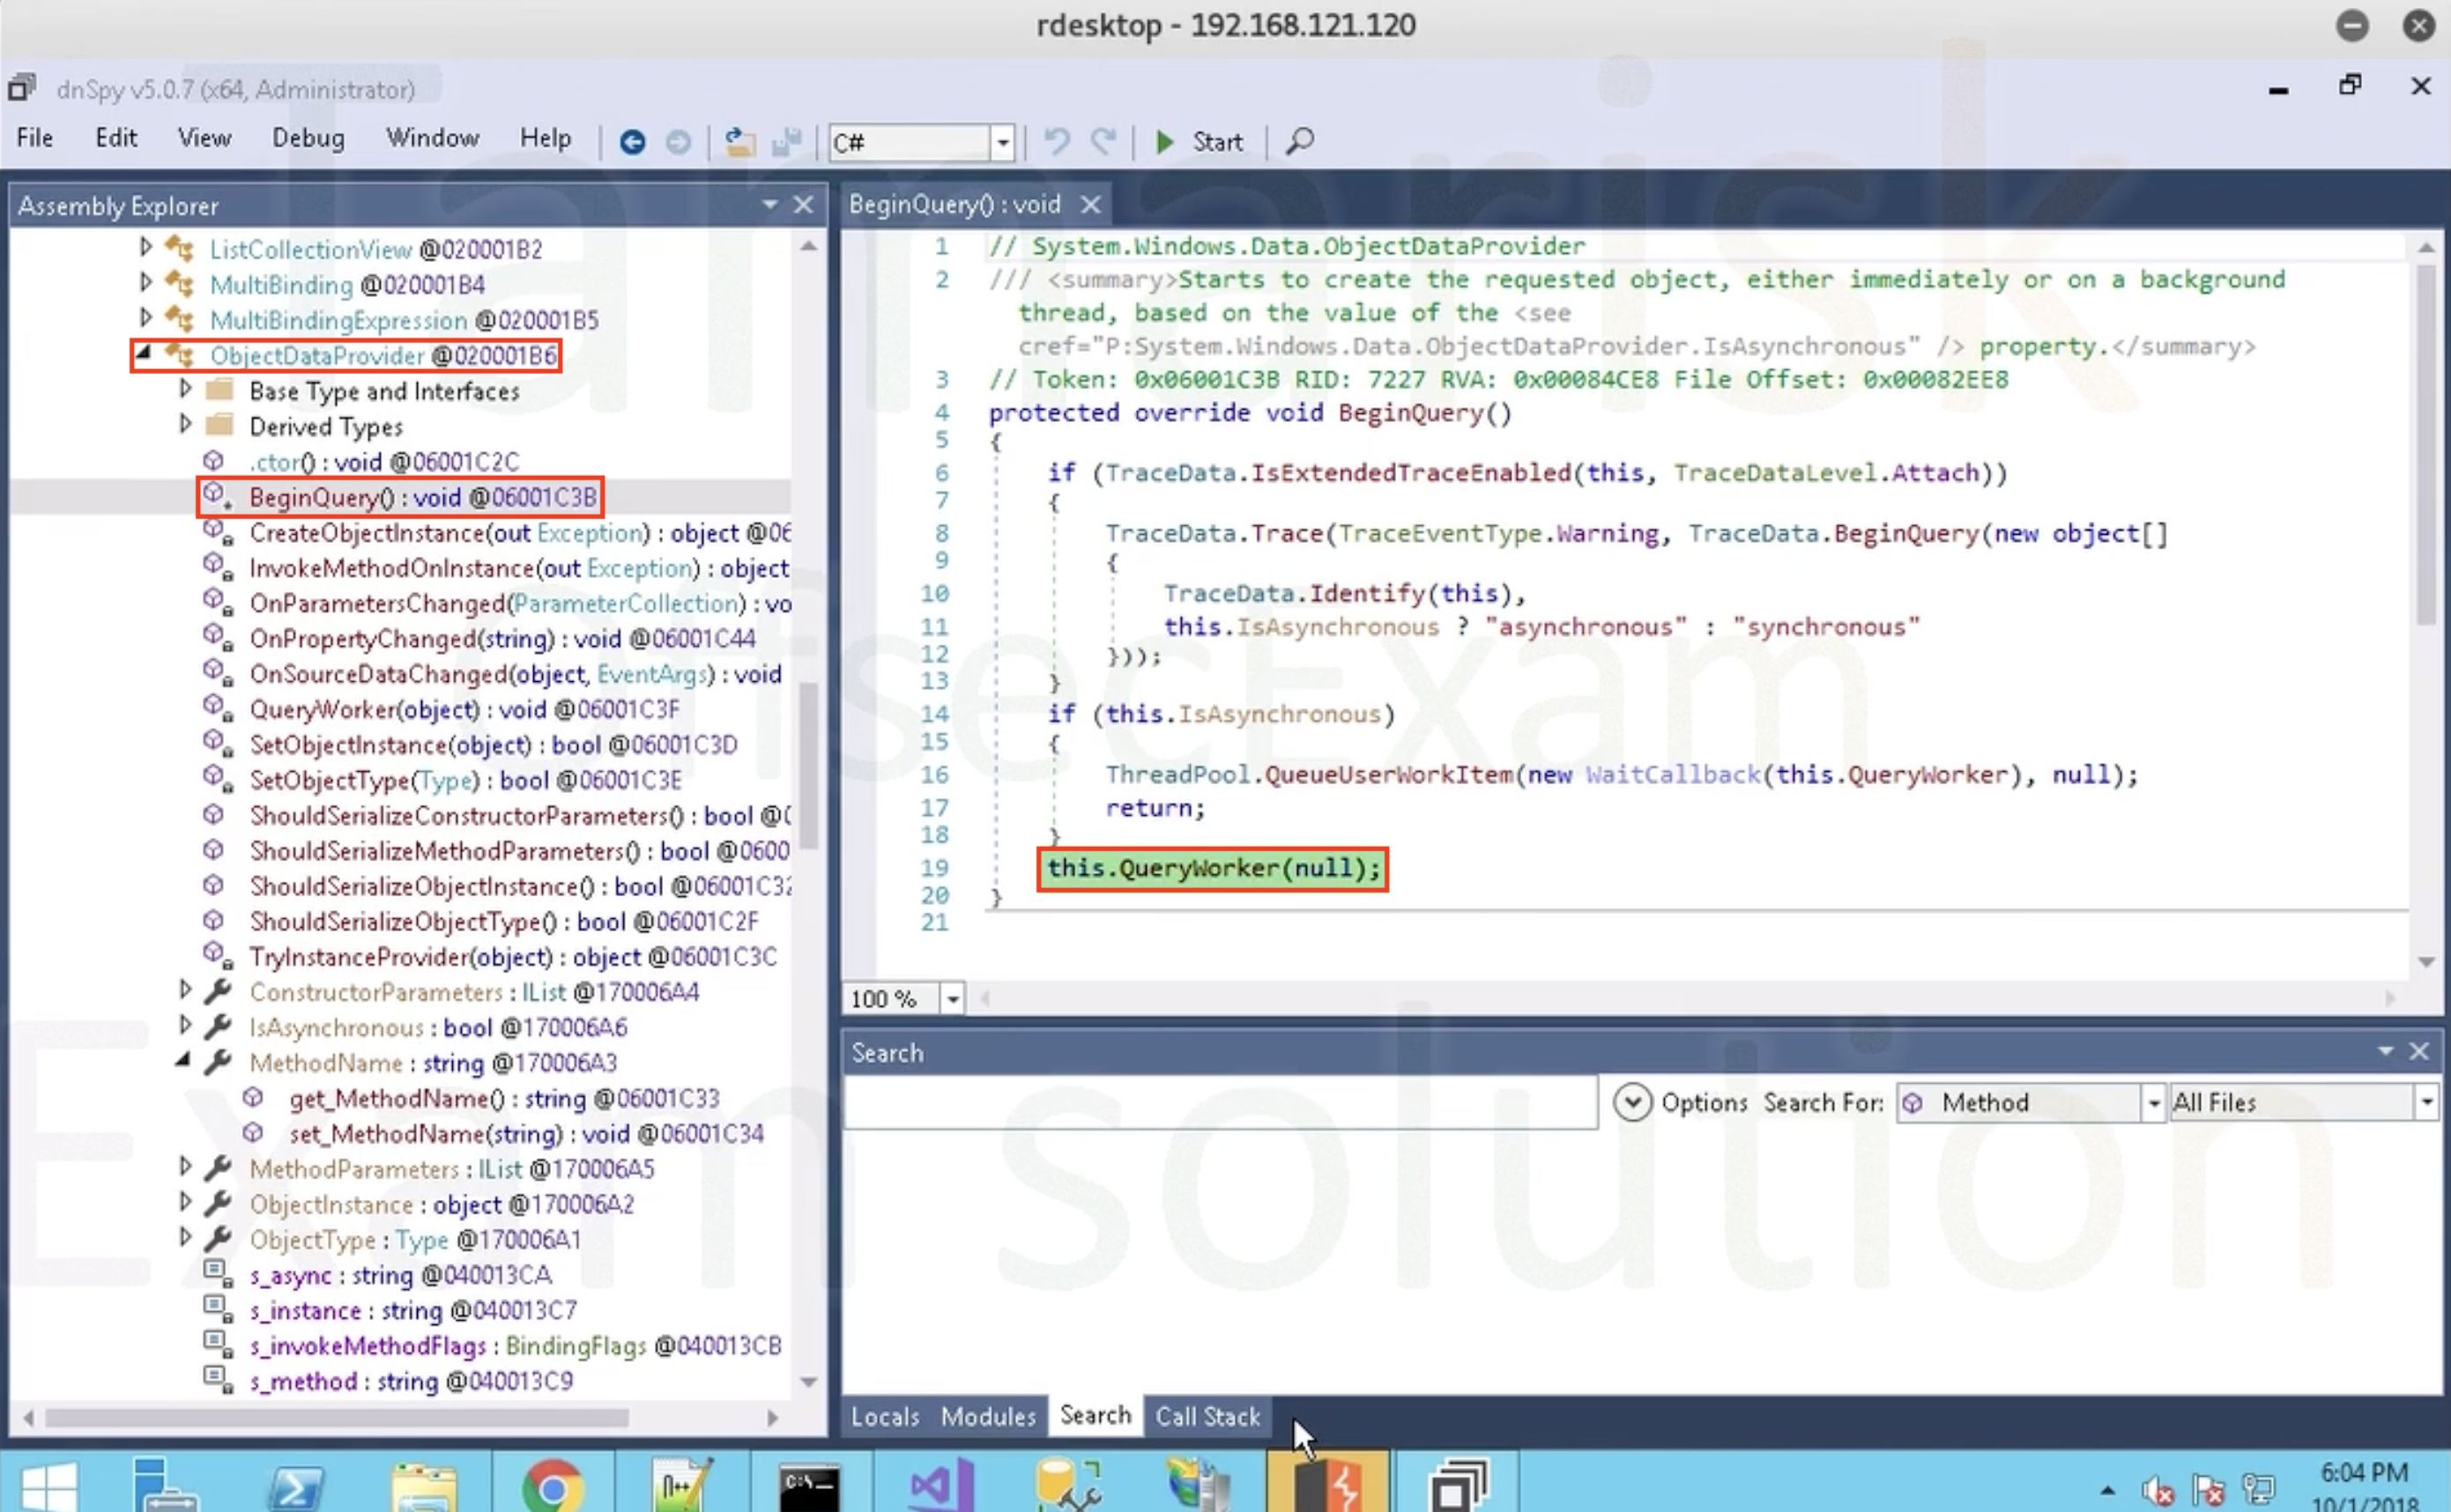 rdesktop - 192.168.121.120
dnSpy v5.0.7 (x64, Administrator)
File Edit View Debug Window Help C# Start
Assembly Explorer
ListCollectionView @020001B2
MultiBinding @020001B4
MultiBindingExpression @020001B5
ObjectDataProvider @020001B6
Base Type and Interfaces
Derived Types
.ctor() : void @06001C2C
BeginQuery() : void @06001C3B
CreateObjectInstance(out Exception) : object @06
InvokeMethodOnInstance(out Exception) : object
OnParametersChanged(ParameterCollection) : vo
OnPropertyChanged(string) : void @06001C44
OnSourceDataChanged(object, EventArgs) : void
QueryWorker(object) : void @06001C3F
SetObjectInstance(object) : bool @06001C3D
SetObjectType(Type) : bool @06001C3E
ShouldSerializeConstructorParameters() : bool @0
ShouldSerializeMethodParameters() : bool @0600
ShouldSerializeObjectInstance() : bool @06001C32
ShouldSerializeObjectType() : bool @06001C2F
TryInstanceProvider(object) : object @06001C3C
ConstructorParameters : IList @170006A4
IsAsynchronous : bool @170006A6
MethodName : string @170006A3
get_MethodName() : string @06001C33
set_MethodName(string) : void @06001C34
MethodParameters : IList @170006A5
ObjectInstance : object @170006A2
ObjectType : Type @170006A1
s_async : string @040013CA
s_instance : string @040013C7
s_invokeMethodFlags : BindingFlags @040013CB
s_method : string @040013C9
BeginQuery() : void
1 // System.Windows.Data.ObjectDataProvider
2 /// <summary>Starts to create the requested object, either immediately or on a background
thread, based on the value of the <see
cref="P:System.Windows.Data.ObjectDataProvider.IsAsynchronous" /> property.</summary>
3 // Token: 0x06001C3B RID: 7227 RVA: 0x00084CE8 File Offset: 0x00082EE8
4 protected override void BeginQuery()
5 {
6 if (TraceData.IsExtendedTraceEnabled(this, TraceDataLevel.Attach))
7 {
8 TraceData.Trace(TraceEventType.Warning, TraceData.BeginQuery(new object[]
9 {
10 TraceData.Identify(this),
11 this.IsAsynchronous ? "asynchronous" : "synchronous"
12 }));
13 }
14 if (this.IsAsynchronous)
15 {
16 ThreadPool.QueueUserWorkItem(new WaitCallback(this.QueryWorker), null);
17 return;
18 }
19 this.QueryWorker(null);
20 }
21
100 %
Search
Options Search For: Method All Files
Locals Modules Search Call Stack
C:\_
n++
6:04 PM
10/1/2018
Tamarisk
OffsecExam
Exam solution